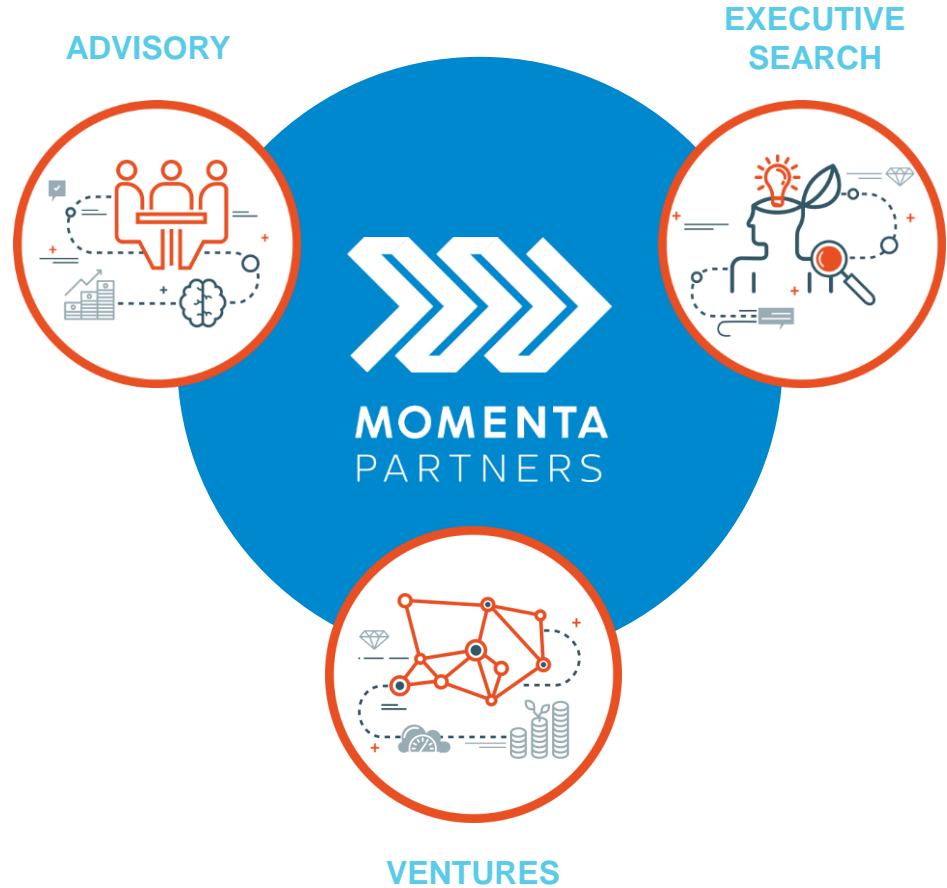 ADVISORY
EXECUTIVE
SEARCH
MOMENTA
PARTNERS
VENTURES